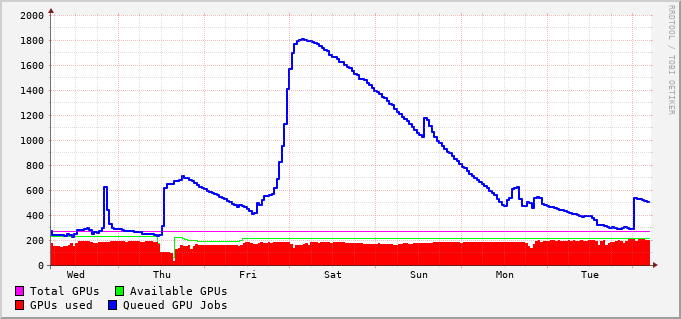 2000
1800
1600
1400
1200
1000
800
600
400
200
0
Wed Thu Fri Sat Sun Mon Tue
Total GPUs Available GPUs
GPUs used Queued GPU Jobs
RRDTOOL / TOBI OETIKER